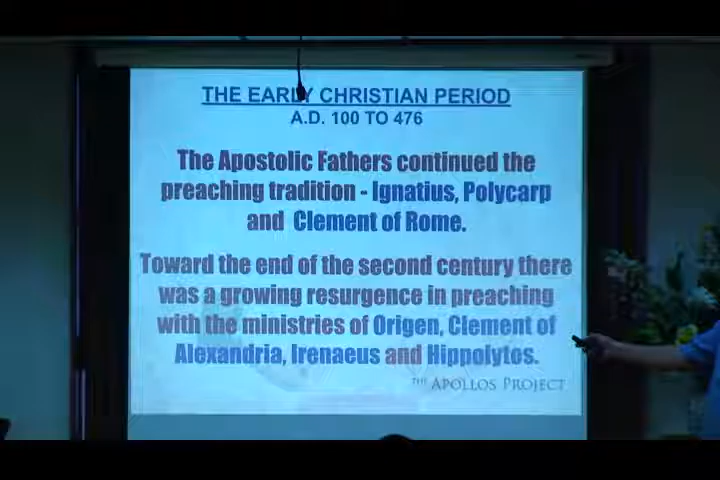 THE EARLY CHRISTIAN PERIOD
A.D. 100 TO 476
The Apostolic Fathers continued the
preaching tradition - Ignatius, Polycarp
and Clement of Rome.
Toward the end of the second century there
was a growing resurgence in preaching
with the ministries of Origen, Clement of
Alexandria, Irenaeus and Hippolytos.
THE APOLLOS PROJECT